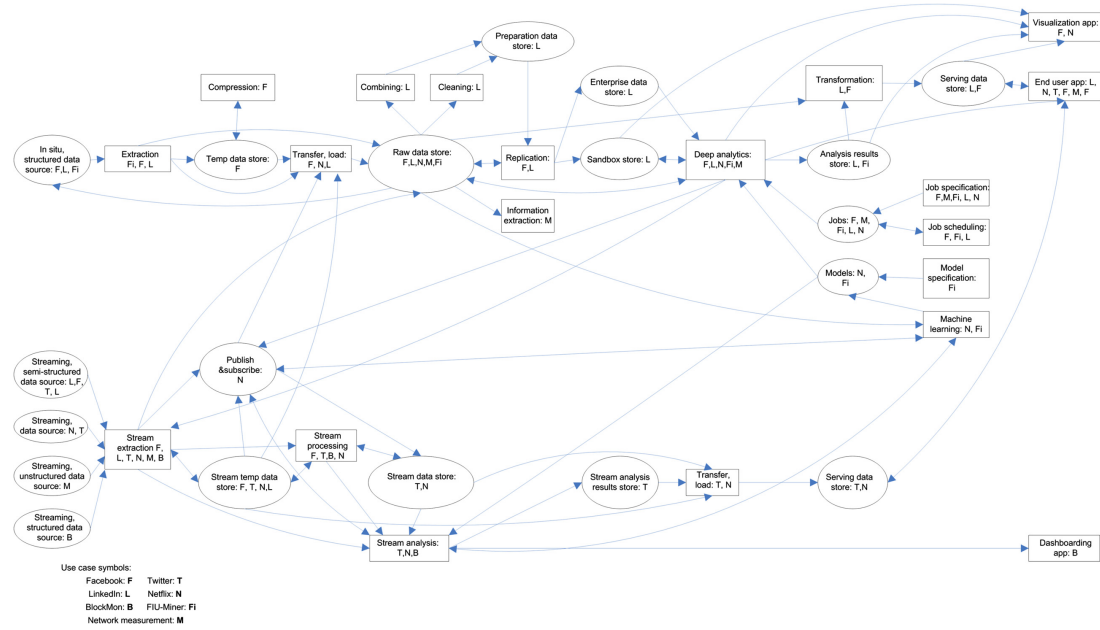 Preparation data
store: L
Visualization app:
F, N
Compression: F
Combining: L
Cleaning: L
Enterprise data
store: L
Transformation:
L,F
Serving data
store: L,F
End user app: L,
N, T, F, M, F
In situ,
structured data
source: F,L, Fi
Extraction
Fi, F, L
Temp data store:
F
Transfer, load:
F, N,L
Raw data store:
F,L,N,M,Fi
Replication:
F,L
Sandbox store: L
Deep analytics:
F,L,N,Fi,M
Analysis results
store: L, Fi
Information
extraction: M
Job specification:
F,M,Fi, L, N
Jobs: F, M,
Fi, L, N
Job scheduling:
F, Fi, L
Models: N,
Fi
Model
specification:
Fi
Machine
learning: N, Fi
Publish
&subscribe:
N
Streaming,
semi-structured
data source: L,F,
T, L
Streaming,
data source: N, T
Stream
extraction F,
L, T, N, M, B
Stream
processing
F, T,B, N
Streaming,
unstructured
data source: M
Stream temp data
store: F, T, N,L
Stream data store:
T,N
Stream analysis
results store: T
Transfer,
load: T, N
Serving data
store: T,N
Streaming,
structured data
source: B
Stream analysis:
T,N,B
Dashboarding
app: B
Use case symbols:
Facebook: F Twitter: T
LinkedIn: L Netflix: N
BlockMon: B FIU-Miner: Fi
Network measurement: M